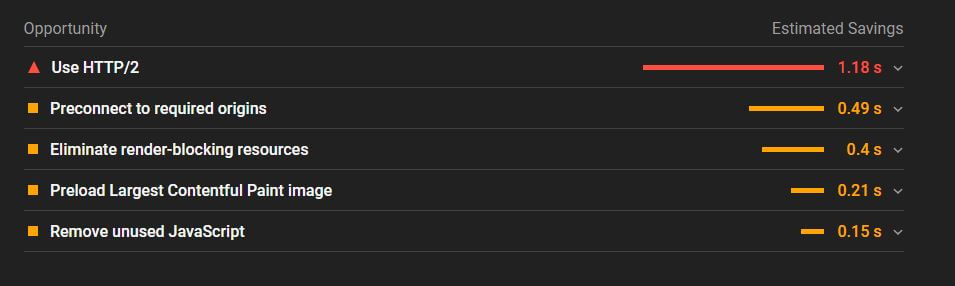 Opportunity Estimated Savings
Use HTTP/2 1.18 s
Preconnect to required origins 0.49 s
Eliminate render-blocking resources 0.4 s
Preload Largest Contentful Paint image 0.21 s
Remove unused JavaScript 0.15 s